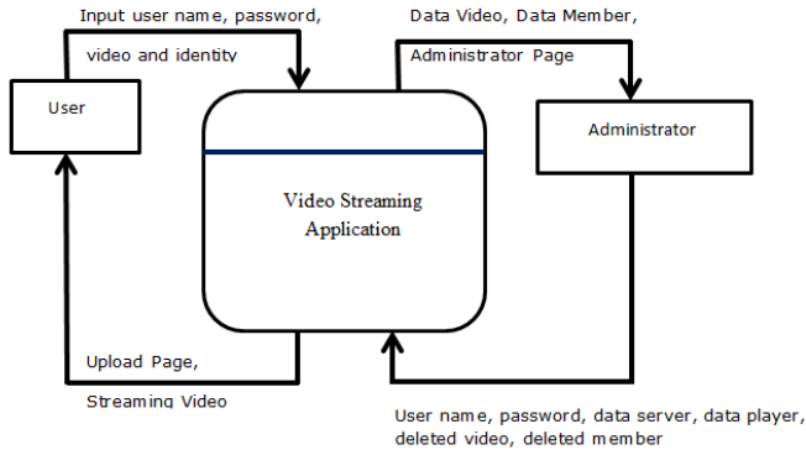 Input user name, password,
video and identity
Data Video, Data Member,
Administrator Page
User
Administrator
Video Streaming
Application
Upload Page,
Streaming Video
User name, password, data server, data player,
deleted video, deleted member